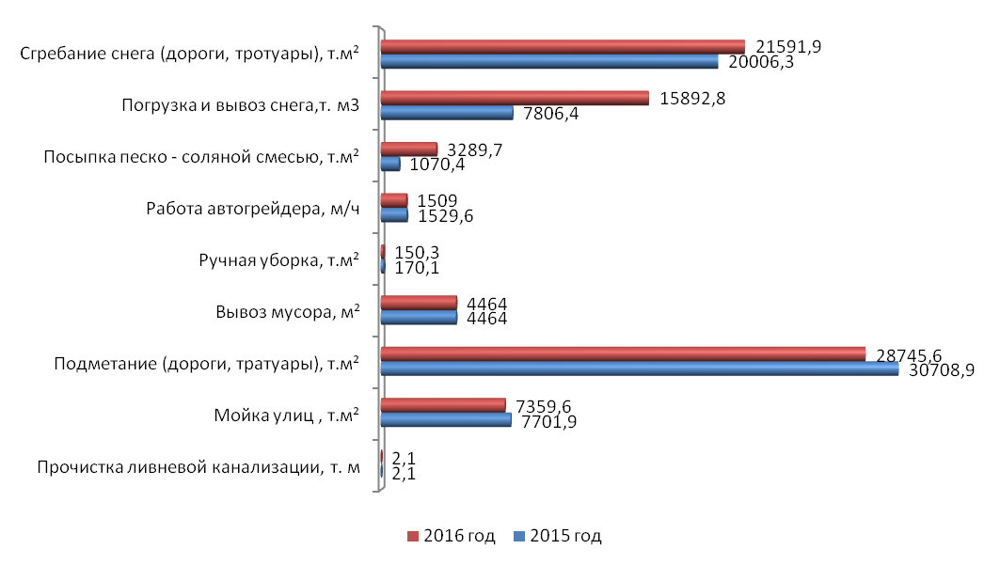 Сгребание снега (дороги, тротуары), т.м²
21591,9
20006,3
Погрузка и вывоз снега,т. м3
15892,8
7806,4
Посыпка песко - соляной смесью, т.м²
3289,7
1070,4
Работа автогрейдера, м/ч
1509
1529,6
Ручная уборка, т.м²
150,3
170,1
Вывоз мусора, м²
4464
4464
Подметание (дороги, тратуары), т.м²
28745,6
30708,9
Мойка улиц , т.м²
7359,6
7701,9
Прочистка ливневой канализации, т. м
2,1
2,1
2016 год
2015 год